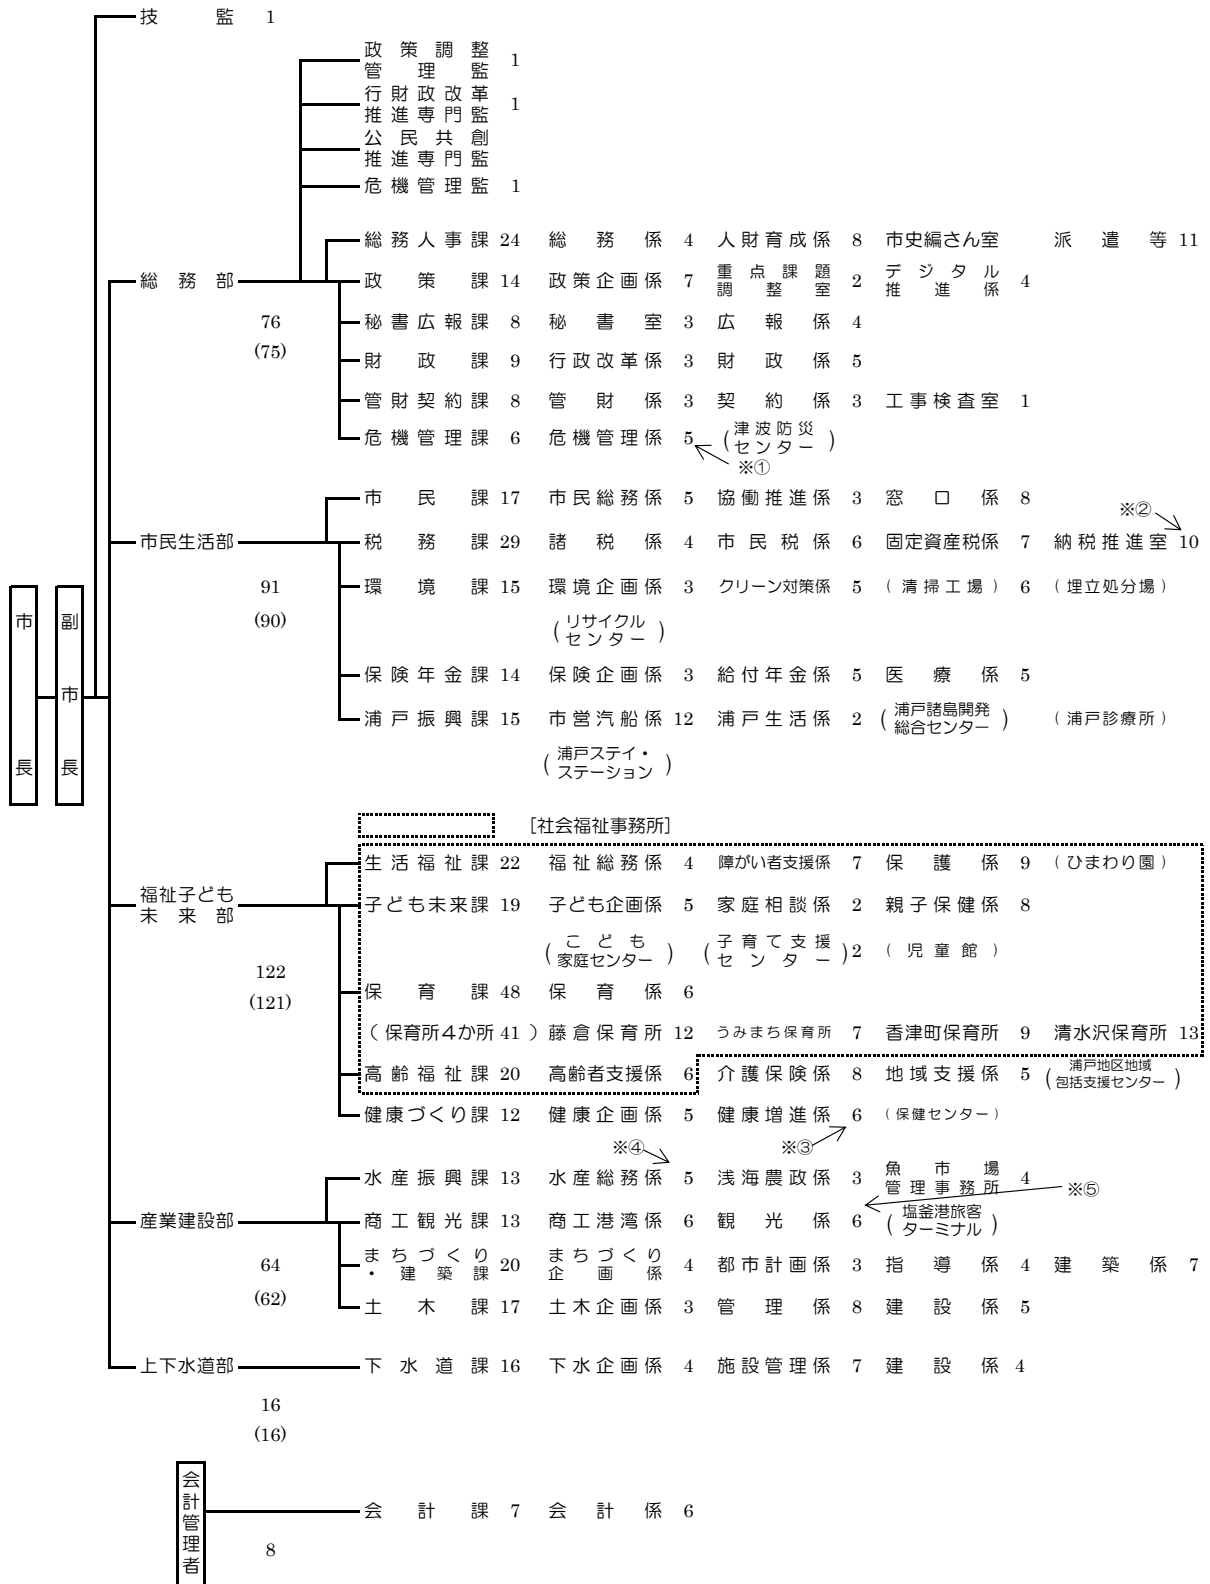 技監 1
政策調整管理監 1
行財政改革推進専門監 1
公民共創推進専門監
危機管理監 1
総務人事課 24 総務係 4 人財育成係 8 市史編さん室 派遣等 11
総務部 政策課 14 政策企画係 7 重点課題調整室 2 デジタル推進係 4
76
(75)
秘書広報課 8 秘書室 3 広報係 4
財政課 9 行政改革係 3 財政係 5
管財契約課 8 管財係 3 契約係 3 工事検査室 1
危機管理課 6 危機管理係 5 (津波防災センター)
※①
市民課 17 市民総務係 5 協働推進係 3 窓口係 8
※②
市民生活部 税務課 29 諸税係 4 市民税係 6 固定資産税係 7 納税推進室 10
91
(90)
環境課 15 環境企画係 3 クリーン対策係 5 (清掃工場) 6 (埋立処分場)
(リサイクルセンター)
市長
副市長
保険年金課 14 保険企画係 3 給付年金係 5 医療係 5
浦戸振興課 15 市営汽船係 12 浦戸生活係 2 (浦戸諸島開発総合センター) (浦戸診療所)
(浦戸ステイ・ステーション)
[社会福祉事務所]
生活福祉課 22 福祉総務係 4 障がい者支援係 7 保護係 9 (ひまわり園)
福祉子ども未来部 子ども未来課 19 子ども企画係 5 家庭相談係 2 親子保健係 8
(こども家庭センター) (子育て支援センター) 2 (児童館)
122
(121)
保育課 48 保育係 6
(保育所4か所 41) 藤倉保育所 12 うみまち保育所 7 香津町保育所 9 清水沢保育所 13
高齢福祉課 20 高齢者支援係 6 介護保険係 8 地域支援係 5 (浦戸地区地域包括支援センター)
健康づくり課 12 健康企画係 5 健康増進係 6 (保健センター)
※④ ※③
水産振興課 13 水産総務係 5 浅海農政係 3 魚市場管理事務所 4
※⑤
産業建設部 商工観光課 13 商工港湾係 6 観光係 6 (塩釜港旅客ターミナル)
64
(62)
まちづくり・建築課 20 まちづくり企画係 4 都市計画係 3 指導係 4 建築係 7
土木課 17 土木企画係 3 管理係 8 建設係 5
上下水道部 下水道課 16 下水企画係 4 施設管理係 7 建設係 4
16
(16)
会計管理者 会計課 7 会計係 6
8